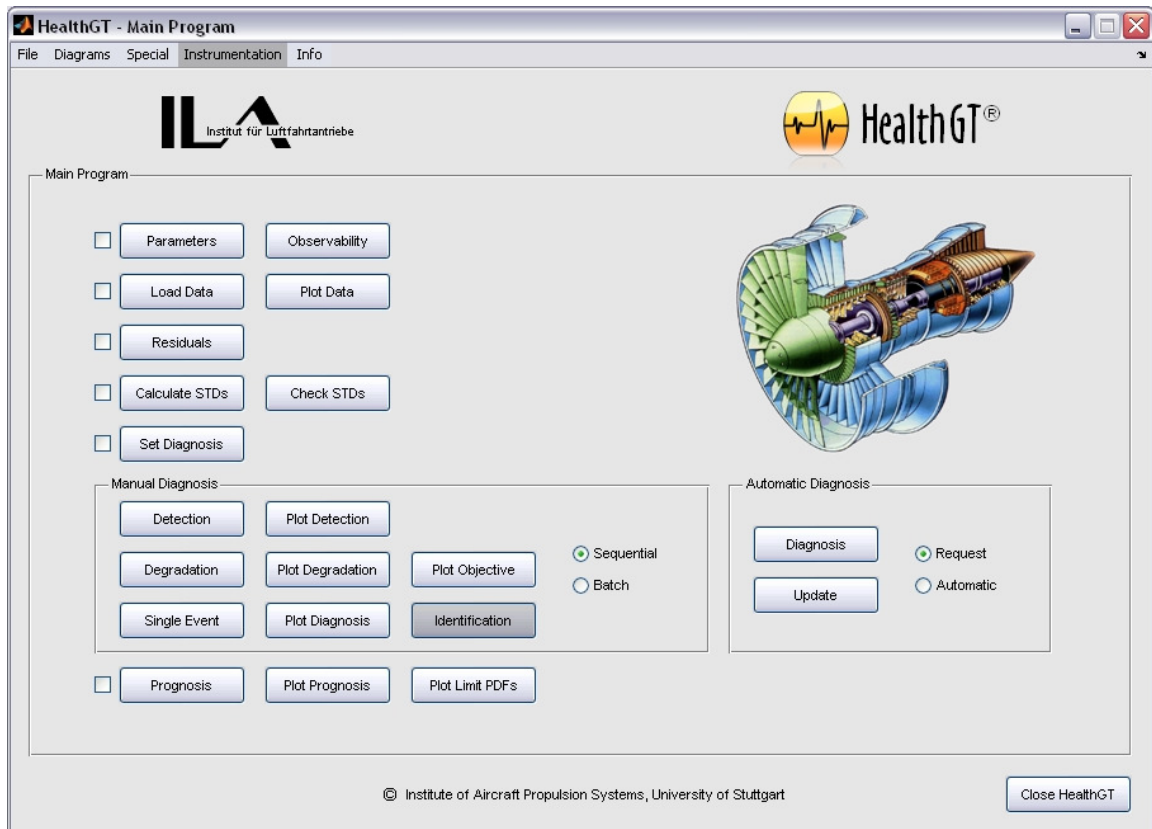 HealthGT - Main Program
File Diagrams Special Instrumentation Info
ILA
Institut für Luftfahrtantriebe
HealthGT®
Main Program
Parameters Observability
Load Data Plot Data
Residuals
Calculate STDs Check STDs
Set Diagnosis
Manual Diagnosis
Detection Plot Detection
Degradation Plot Degradation Plot Objective
Single Event Plot Diagnosis Identification
Sequential
Batch
Automatic Diagnosis
Diagnosis
Update
Request
Automatic
Prognosis Plot Prognosis Plot Limit PDFs
© Institute of Aircraft Propulsion Systems, University of Stuttgart
Close HealthGT